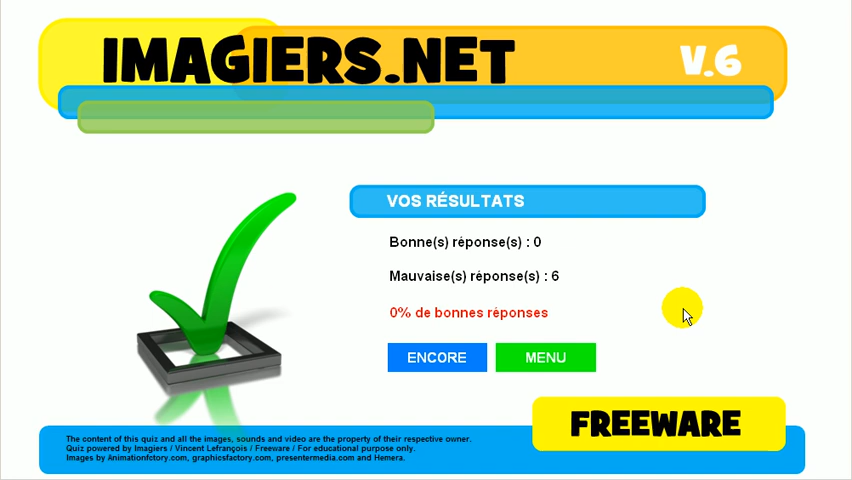 IMAGIERS.NET
V.6
VOS RÉSULTATS
Bonne(s) réponse(s) : 0
Mauvaise(s) réponse(s) : 6
0% de bonnes réponses
ENCORE
MENU
FREEWARE
The content of this quiz and all the images, sounds and video are the property of their respective owner.
Quiz powered by Imagiers / Vincent Lefrançois / Freeware / For educational purpose only.
Images by Animationfctory.com, graphicsfactory.com, presentermedia.com and Hemera.